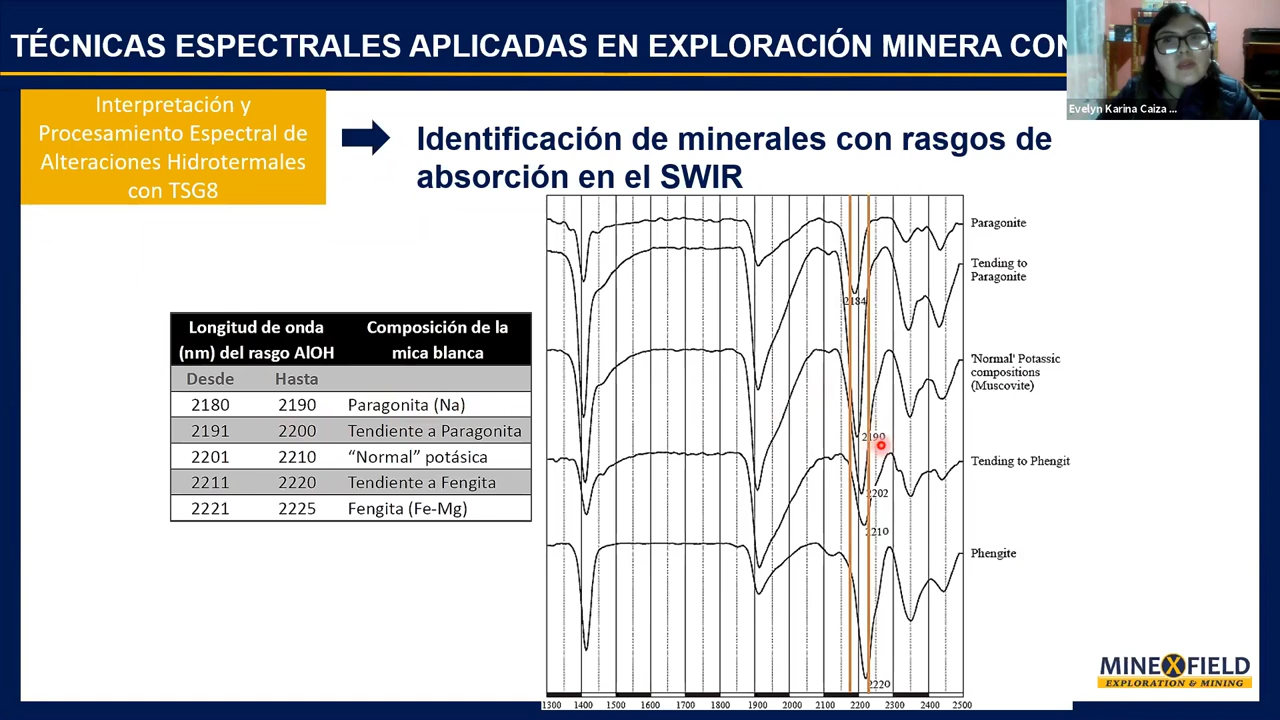 TÉCNICAS ESPECTRALES APLICADAS EN EXPLORACIÓN MINERA CON
Evelyn Karina Caiza ...
Interpretación y
Procesamiento Espectral de
Alteraciones Hidrotermales
con TSG8
Identificación de minerales con rasgos de
absorción en el SWIR
Longitud de onda
(nm) del rasgo AlOH
Composición de la
mica blanca
Desde Hasta
2180 2190 Paragonita (Na)
2191 2200 Tendiente a Paragonita
2201 2210 “Normal” potásica
2211 2220 Tendiente a Fengita
2221 2225 Fengita (Fe-Mg)
Paragonite
Tending to
Paragonite
2184
'Normal' Potassic
compositions
(Muscovite)
2190
Tending to Phengit
2202
2210
Phengite
2220
1300 1400 1500 1600 1700 1800 1900 2000 2100 2200 2300 2400 2500
MINEXFIELD
EXPLORATION & MINING